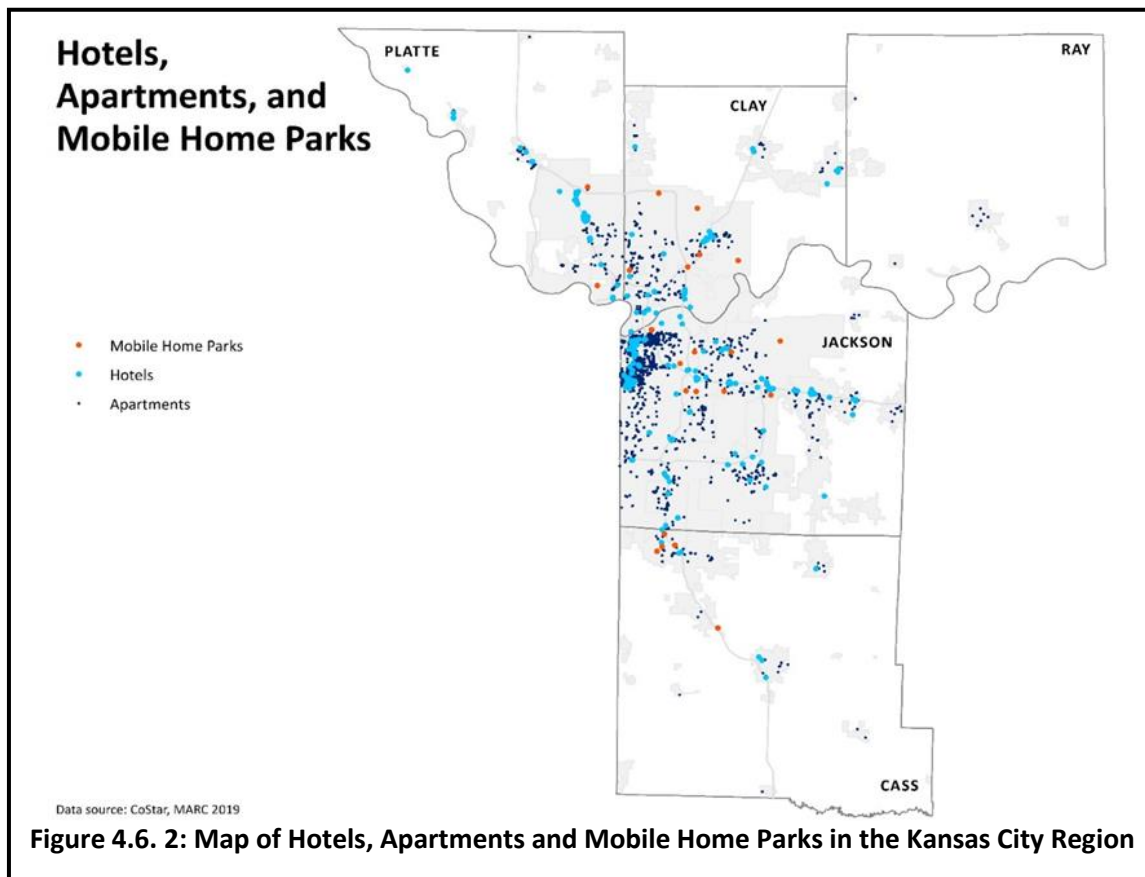 Hotels,
Apartments, and
Mobile Home Parks
PLATTE
RAY
CLAY
JACKSON
Mobile Home Parks
Hotels
Apartments
CASS
Data source: CoStar, MARC 2019
Figure 4.6. 2: Map of Hotels, Apartments and Mobile Home Parks in the Kansas City Region